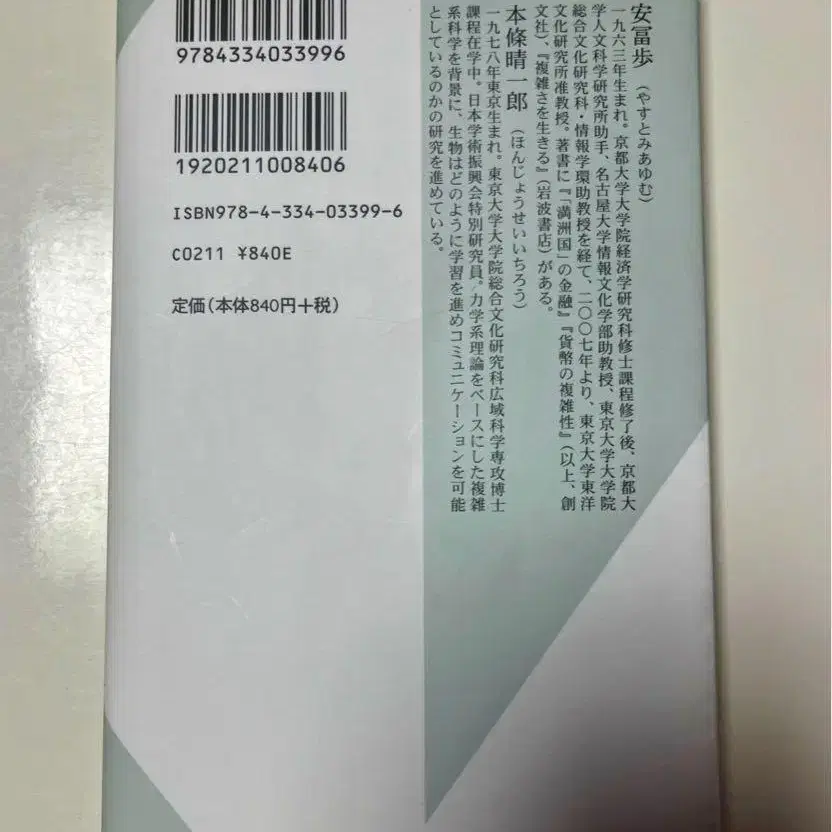 9784334033996
1920211008406
ISBN978-4-334-03399-6
C0211 ¥840E
定価(本体840円+税)
安冨歩(やすとみあゆむ)
一九六三年生まれ。京都大学大学院経済学研究科修士課程修了後、京都大
学人文科学研究所助手、名古屋大学情報文化学部助教授、東京大学大学院
総合文化研究科・情報学環助教授を経て、二〇〇七年より、東京大学東洋
文化研究所准教授。著書に『「満洲国」の金融』『貨幣の複雑性』(以上、創
文社)、『複雑さを生きる』(岩波書店)がある。
本條晴一郎(ほんじょうせいいちろう)
一九七八年東京生まれ。東京大学大学院総合文化研究科広域科学専攻博士
課程在学中。日本学術振興会特別研究員。力学系理論をベースにした複雑
系科学を背景に、生物はどのように学習を進めコミュニケーションを可能
としているのかの研究を進めている。